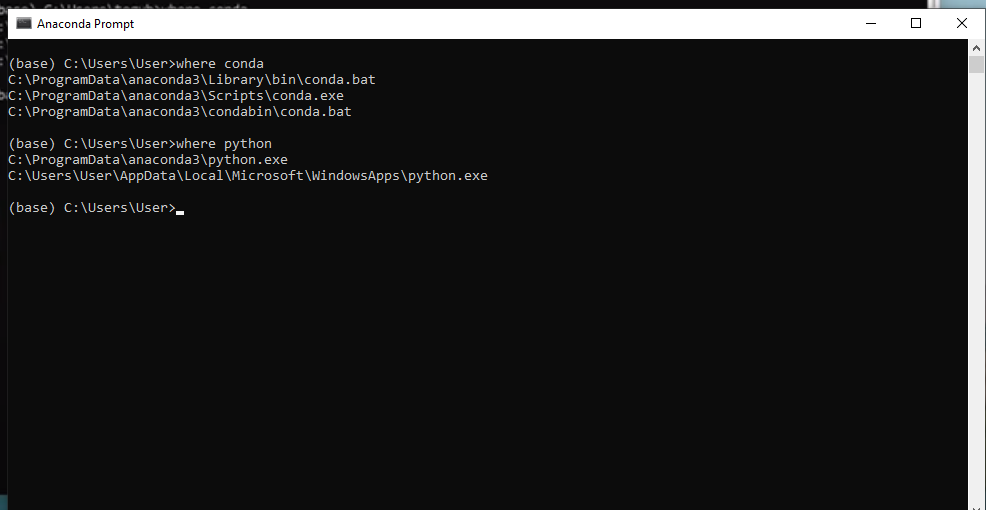 Anaconda Prompt
(base) C:\Users\User>where conda
C:\ProgramData\anaconda3\Library\bin\conda.bat
C:\ProgramData\anaconda3\Scripts\conda.exe
C:\ProgramData\anaconda3\condabin\conda.bat
(base) C:\Users\User>where python
C:\ProgramData\anaconda3\python.exe
C:\Users\User\AppData\Local\Microsoft\WindowsApps\python.exe
(base) C:\Users\User>